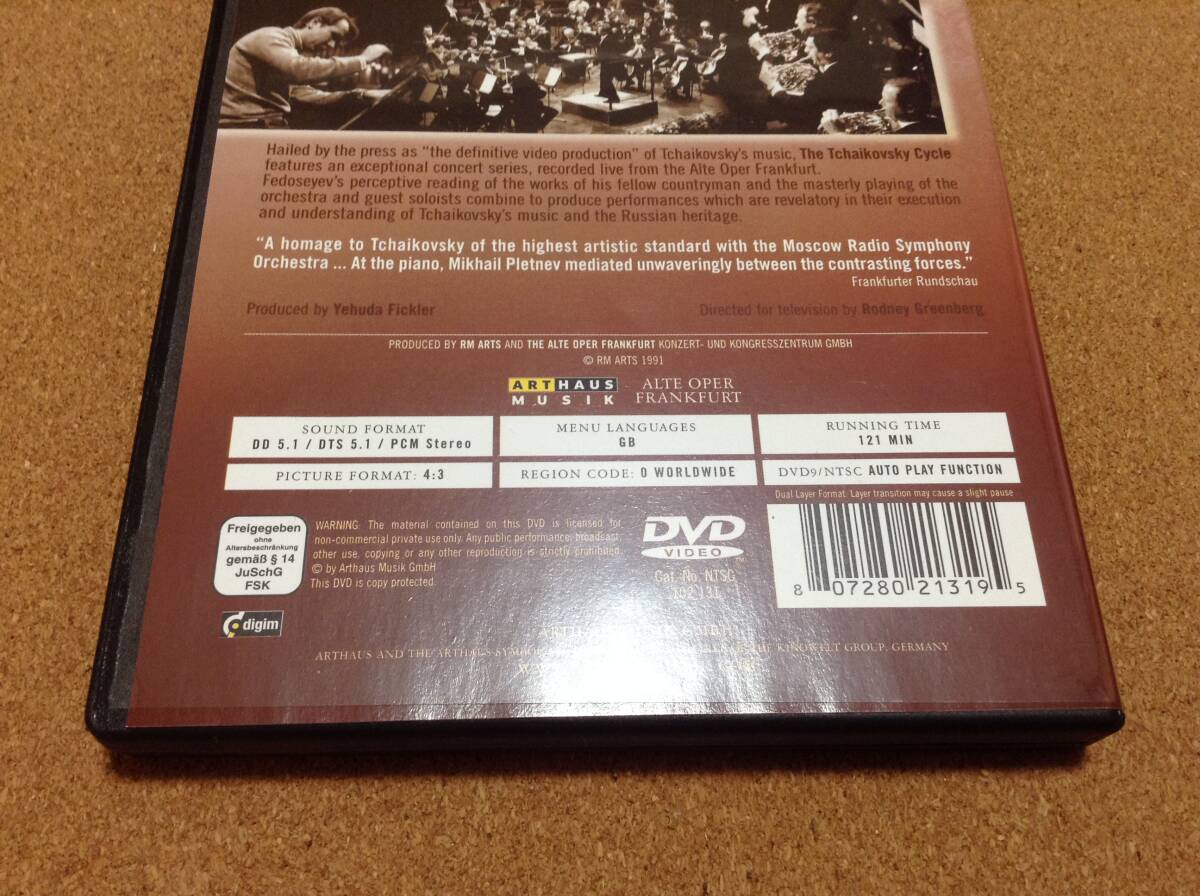 Hailed by the press as "the definitive video production" of Tchaikovsky's music, The Tchaikovsky Cycle
features an exceptional concert series, recorded live from the Alte Oper Frankfurt.
Fedoseyev's perceptive reading of the works of his fellow countryman and the masterly playing of the
orchestra and guest soloists combine to produce performances which are revelatory in their execution
and understanding of Tchaikovsky's music and the Russian heritage.
"A homage to Tchaikovsky of the highest artistic standard with the Moscow Radio Symphony
Orchestra ... At the piano, Mikhail Pletnev mediated unwaveringly between the contrasting forces."
Frankfurter Rundschau
Produced by Yehuda Fickler
Directed for television by Rodney Greenberg
PRODUCED BY RM ARTS AND THE ALTE OPER FRANKFURT KONZERT- UND KONGRESSZENTRUM GMBH
© RM ARTS 1991
ARTHAUS
MUSIK
ALTE OPER
FRANKFURT
SOUND FORMAT
DD 5.1 / DTS 5.1 / PCM Stereo
MENU LANGUAGES
GB
RUNNING TIME
121 MIN
PICTURE FORMAT: 4:3
REGION CODE: 0 WORLDWIDE
DVD9/NTSC AUTO PLAY FUNCTION
Dual Layer Format. Layer transition may cause a slight pause
Freigegeben
ohne
Altersbeschränkung
gemäß § 14
JuSchG
FSK
WARNING: The material contained on this DVD is licensed for
non-commercial private use only. Any public performance, broadcast,
other use, copying or any other reproduction is strictly prohibited.
© by Arthaus Musik GmbH
This DVD is copy protected.
DVD
VIDEO
Cat. No. NTSC
102 131
8 07280 21319 5
digim
ARTHAUS AND THE ARTHAUS SYMBOL THE KINOWELT GROUP, GERMANY